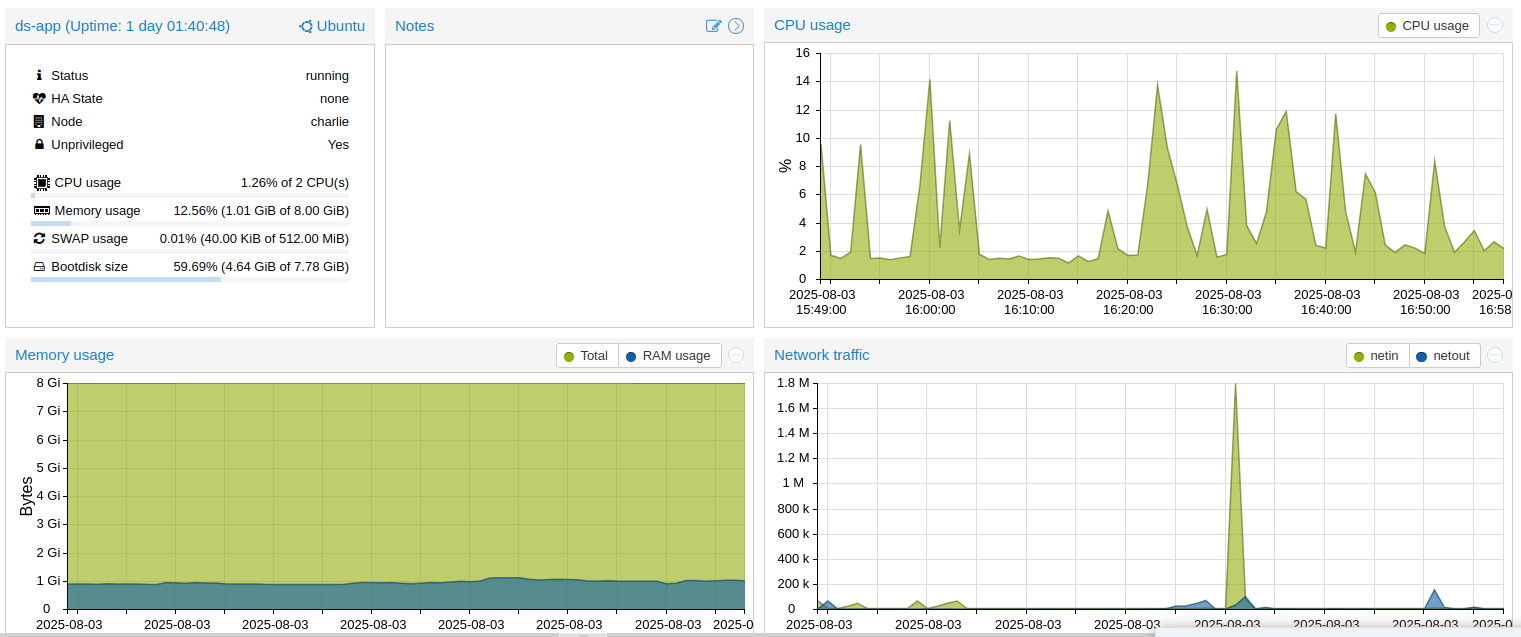 ds-app (Uptime: 1 day 01:40:48)
Ubuntu
Status running
HA State none
Node charlie
Unprivileged Yes
CPU usage 1.26% of 2 CPU(s)
Memory usage 12.56% (1.01 GiB of 8.00 GiB)
SWAP usage 0.01% (40.00 KiB of 512.00 MiB)
Bootdisk size 59.69% (4.64 GiB of 7.78 GiB)
Notes
CPU usage
CPU usage
16
14
12
10
8
6
4
2
0
%
2025-08-03 2025-08-03 2025-08-03 2025-08-03 2025-08-03 2025-08-03 2025-08-03 2025-0
15:49:00 16:00:00 16:10:00 16:20:00 16:30:00 16:40:00 16:50:00 16:58
Memory usage
Total RAM usage
8 Gi
7 Gi
6 Gi
5 Gi
4 Gi
3 Gi
2 Gi
1 Gi
0
Bytes
2025-08-03 2025-08-03 2025-08-03 2025-08-03 2025-08-03 2025-08-03 2025-08-03 2025-0
Network traffic
netin netout
1.8 M
1.6 M
1.4 M
1.2 M
1 M
800 k
600 k
400 k
200 k
0
2025-08-03 2025-08-03 2025-08-03 2025-08-03 2025-08-03 2025-08-03 2025-08-03 2025-0